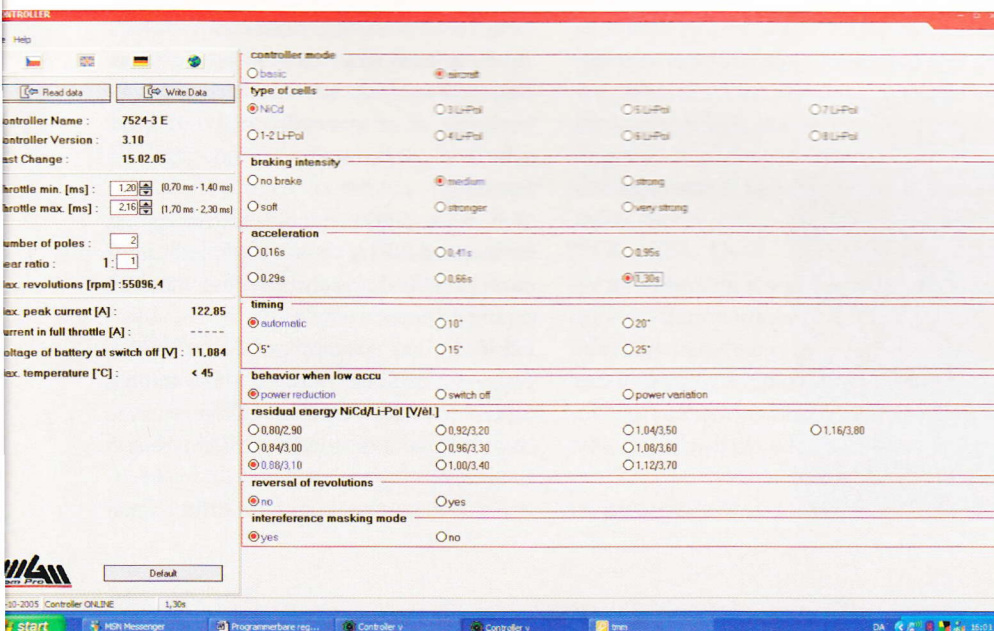 ONTROLLER
e Help
Read data Write Data
ontroller Name : 7524-3 E
ontroller Version : 3.10
ast Change : 15.02.05
hrottle min. [ms] : 1,20 (0,70 ms - 1,40 ms)
hrottle max. [ms] : 2,16 (1,70 ms - 2,30 ms)
umber of poles : 2
ear ratio : 1: 1
ax. revolutions [rpm] :55096,4
ax. peak current [A] : 122,85
urrent in full throttle [A] : -----
oltage of battery at switch off [V] : 11,084
ax. temperature [°C] : < 45
Default
controller mode
basic aircraft
type of cells
NiCd 3 Li-Pol 5 Li-Pol 7 Li-Pol
1-2 Li-Pol 4 Li-Pol 6 Li-Pol 8 Li-Pol
braking intensity
no brake medium strong
soft stronger very strong
acceleration
0,16s 0,41s 0,95s
0,29s 0,66s 1,30s
timing
automatic 10° 20°
5° 15° 25°
behavior when low accu
power reduction switch off power variation
residual energy NiCd/Li-Pol [V/èl.]
0,80/2,90 0,92/3,20 1,04/3,50 1,16/3,80
0,84/3,00 0,96/3,30 1,08/3,60
0,88/3,10 1,00/3,40 1,12/3,70
reversal of revolutions
no yes
intereference masking mode
yes no
-10-2005 Controller ONLINE 1,30s
start MSN Messenger Programmerbare reg... Controller v Controller v tmm DA 16:03